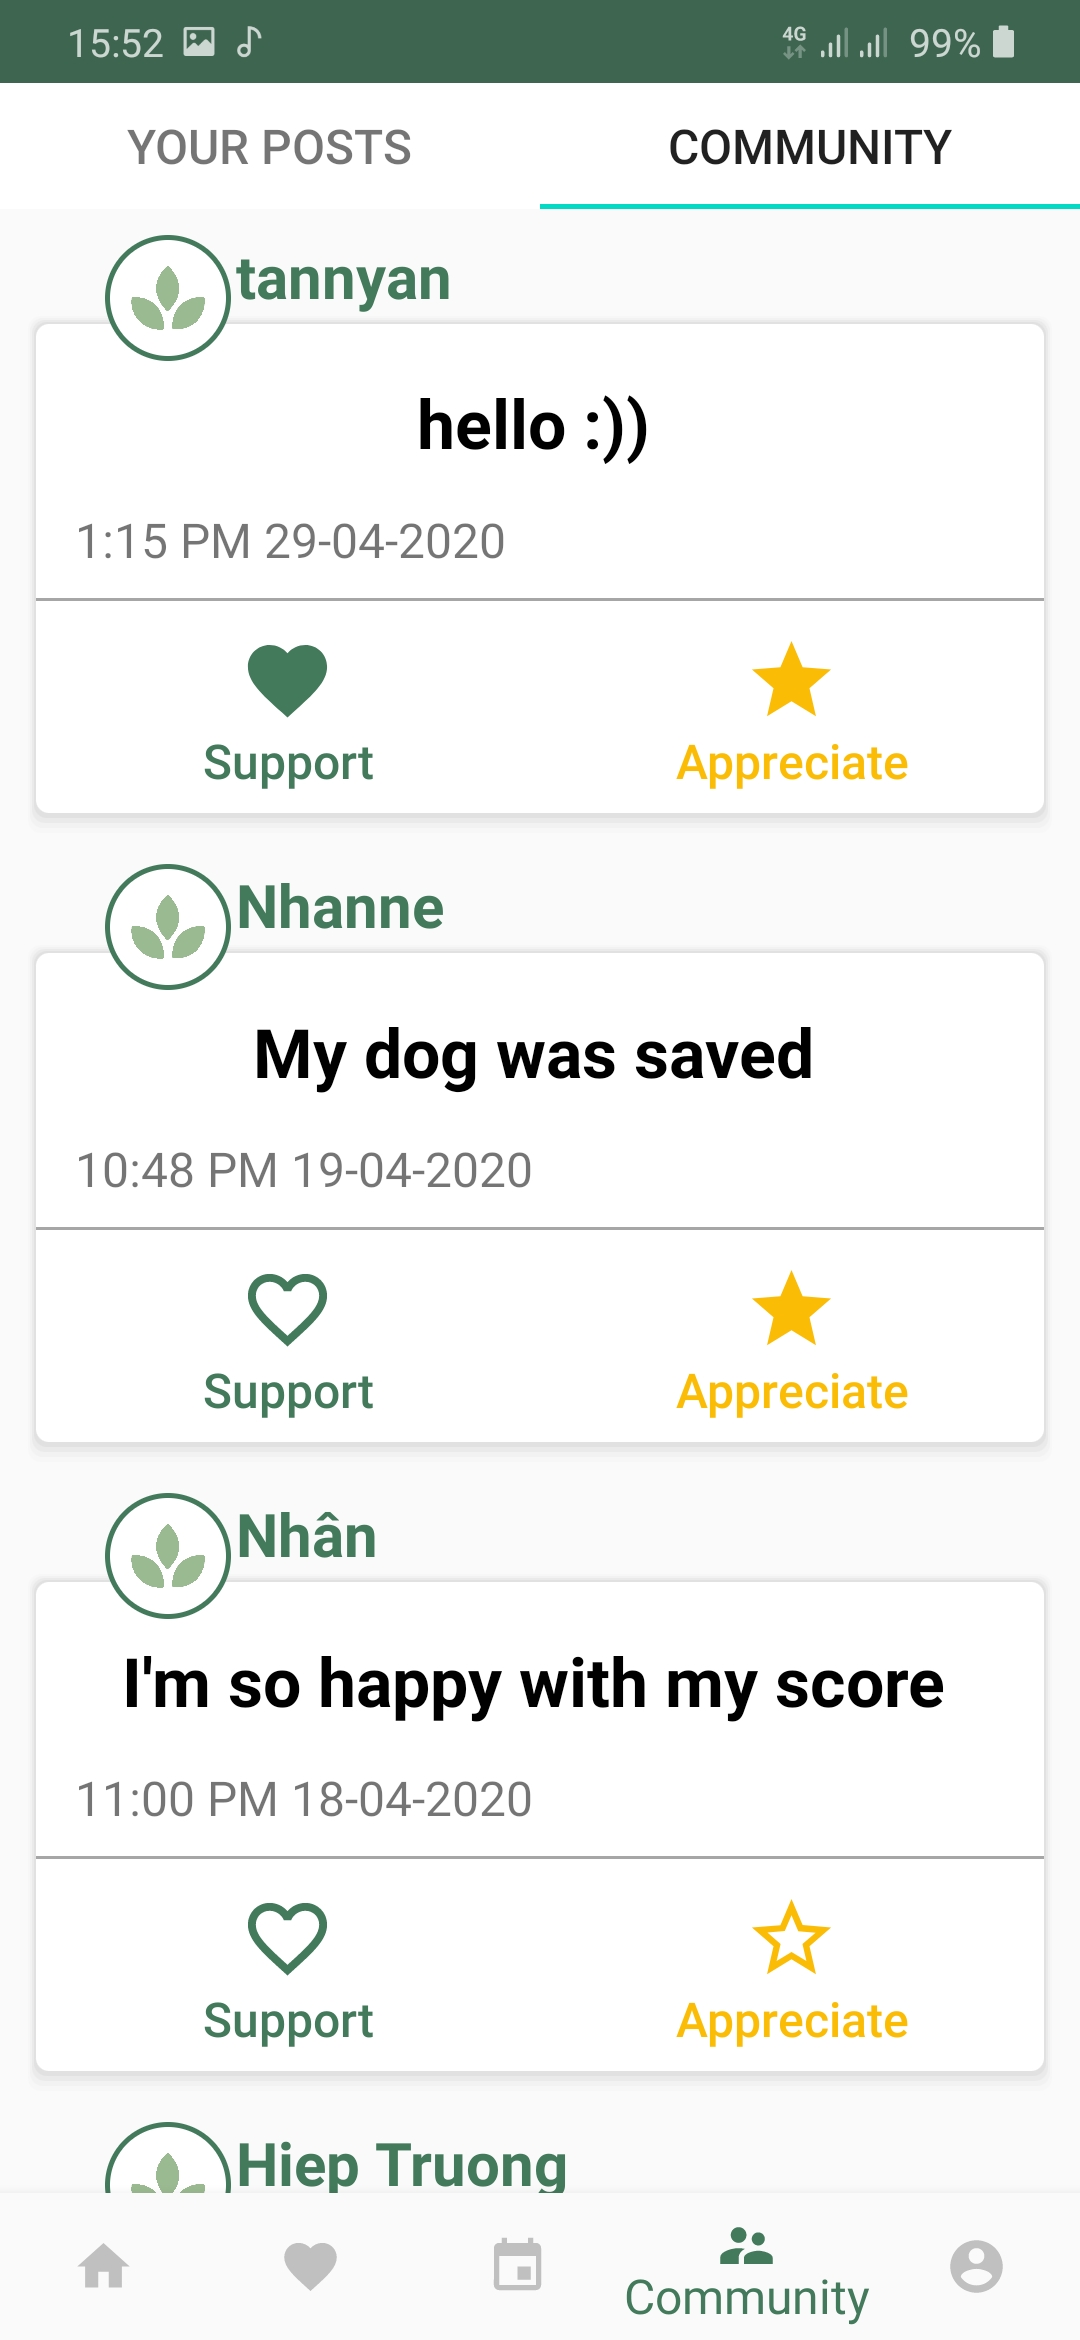 15:52 4G 99%
YOUR POSTS COMMUNITY
tannyan
hello :))
1:15 PM 29-04-2020
Support Appreciate
Nhanne
My dog was saved
10:48 PM 19-04-2020
Support Appreciate
Nhân
I'm so happy with my score
11:00 PM 18-04-2020
Support Appreciate
Hiep Truong
Community